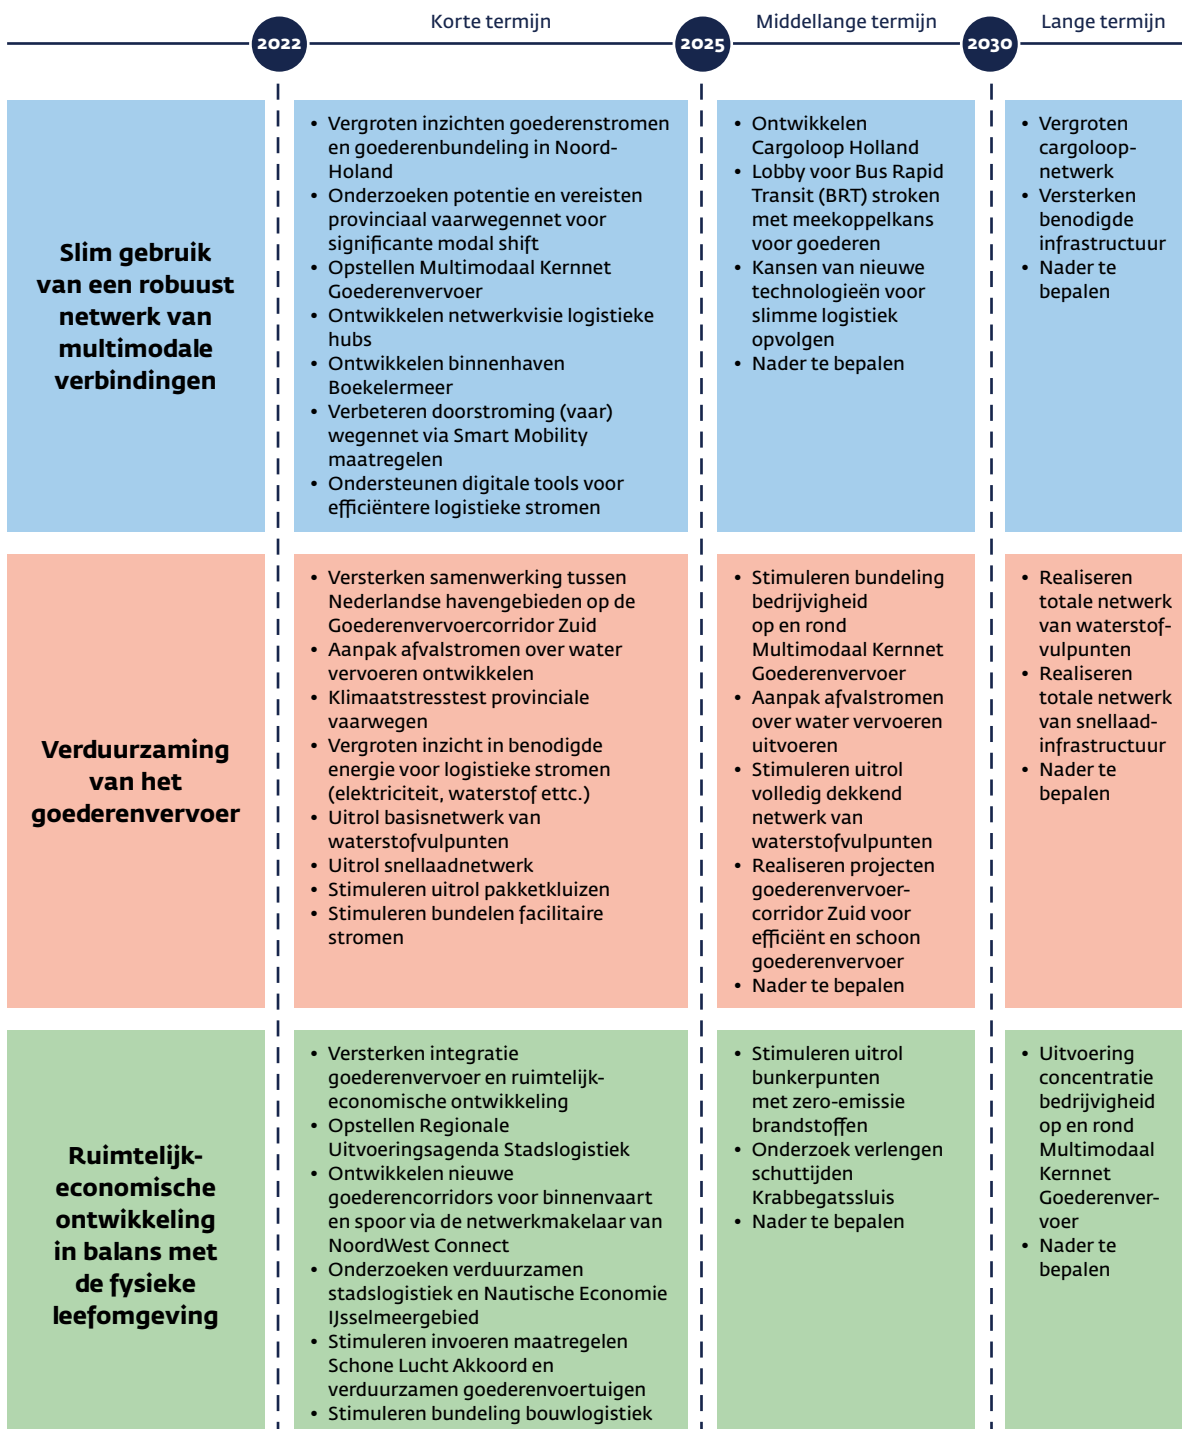 Korte termijn
Middellange termijn
Lange termijn
2022
2025
2030
Slim gebruik
van een robuust
netwerk van
multimodale
verbindingen
• Vergroten inzichten goederenstromen
en goederenbundeling in Noord-
Holand
• Onderzoeken potentie en vereisten
provinciaal vaarwegennet voor
significante modal shift
• Opstellen Multimodaal Kernnet
Goederenvervoer
• Ontwikkelen netwerkvisie logistieke
hubs
• Ontwikkelen binnenhaven
Boekelermeer
• Verbeteren doorstroming (vaar)
wegennet via Smart Mobility
maatregelen
• Ondersteunen digitale tools voor
efficiëntere logistieke stromen
• Ontwikkelen
Cargoloop Holland
• Lobby voor Bus Rapid
Transit (BRT) stroken
met meekoppelkans
voor goederen
• Kansen van nieuwe
technologieën voor
slimme logistiek
opvolgen
• Nader te bepalen
• Vergroten
cargoloop-
netwerk
• Versterken
benodigde
infrastructuur
• Nader te
bepalen
Verduurzaming
van het
goederenvervoer
• Versterken samenwerking tussen
Nederlandse havengebieden op de
Goederenvervoercorridor Zuid
• Aanpak afvalstromen over water
vervoeren ontwikkelen
• Klimaatstresstest provinciale
vaarwegen
• Vergroten inzicht in benodigde
energie voor logistieke stromen
(elektriciteit, waterstof ettc.)
• Uitrol basisnetwerk van
waterstofvulpunten
• Uitrol snellaadnetwerk
• Stimuleren uitrol pakketkluizen
• Stimuleren bundelen facilitaire
stromen
• Stimuleren bundeling
bedrijvigheid
op en rond
Multimodaal Kernnet
Goederenvervoer
• Aanpak afvalstromen
over water vervoeren
uitvoeren
• Stimuleren uitrol
volledig dekkend
netwerk van
waterstofvulpunten
• Realiseren projecten
goederenvervoer-
corridor Zuid voor
efficiënt en schoon
goederenvervoer
• Nader te bepalen
• Realiseren
totale netwerk
van waterstof-
vulpunten
• Realiseren
totale netwerk
van snellaad-
infrastructuur
• Nader te
bepalen
Ruimtelijk-
economische
ontwikkeling
in balans met
de fysieke
leefomgeving
• Versterken integratie
goederenvervoer en ruimtelijk-
economische ontwikkeling
• Opstellen Regionale
Uitvoeringsagenda Stadslogistiek
• Ontwikkelen nieuwe
goederencorridors voor binnenvaart
en spoor via de netwerkmakelaar van
NoordWest Connect
• Onderzoeken verduurzamen
stadslogistiek en Nautische Economie
IJsselmeergebied
• Stimuleren invoeren maatregelen
Schone Lucht Akkoord en
verduurzamen goederenvoertuigen
• Stimuleren bundeling bouwlogistiek
• Stimuleren uitrol
bunkerpunten
met zero-emissie
brandstoffen
• Onderzoek verlengen
schuttijden
Krabbegatssluis
• Nader te bepalen
• Uitvoering
concentratie
bedrijvigheid
op en rond
Multimodaal
Kernnet
Goederenver-
voer
• Nader te
bepalen